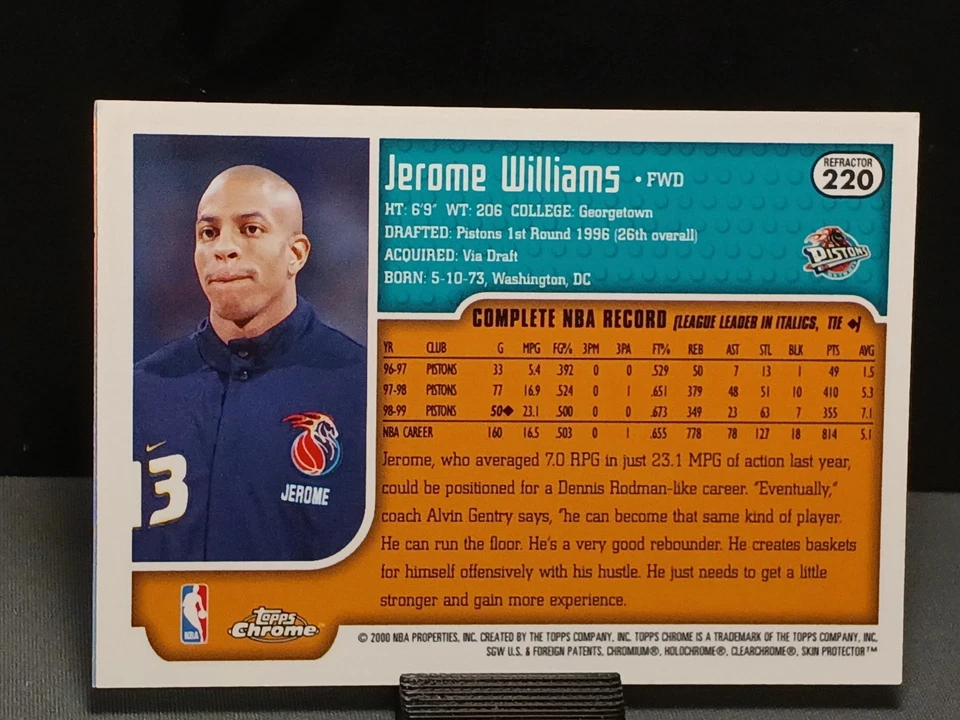 REFRACTOR
220
Jerome Williams • FWD
HT: 6'9" WT: 206 COLLEGE: Georgetown
DRAFTED: Pistons 1st Round 1996 (26th overall)
ACQUIRED: Via Draft
BORN: 5-10-73, Washington, DC
PISTONS
COMPLETE NBA RECORD (LEAGUE LEADER IN ITALICS, TIE ◆)
YR CLUB G MPG FG% 3PM 3PA FT% REB AST STL BLK PTS AVG
96-97 PISTONS 33 5.4 .392 0 0 .529 50 7 13 1 49 1.5
97-98 PISTONS 77 16.9 .524 0 1 .651 379 48 51 10 410 5.3
98-99 PISTONS 50◆ 23.1 .500 0 0 .673 349 23 63 7 355 7.1
NBA CAREER 160 16.5 .503 0 1 .655 778 78 127 18 814 5.1
Jerome, who averaged 7.0 RPG in just 23.1 MPG of action last year,
could be positioned for a Dennis Rodman-like career. "Eventually,"
coach Alvin Gentry says, "he can become that same kind of player.
He can run the floor. He's a very good rebounder. He creates baskets
for himself offensively with his hustle. He just needs to get a little
stronger and gain more experience.
13
JEROME
NBA
Topps
Chrome™
© 2000 NBA PROPERTIES, INC. CREATED BY THE TOPPS COMPANY, INC. TOPPS CHROME IS A TRADEMARK OF THE TOPPS COMPANY, INC,
SGW U.S. & FOREIGN PATENTS. CHROMIUM®, HOLOCHROME®, CLEARCHROME®, SKIN PROTECTOR™